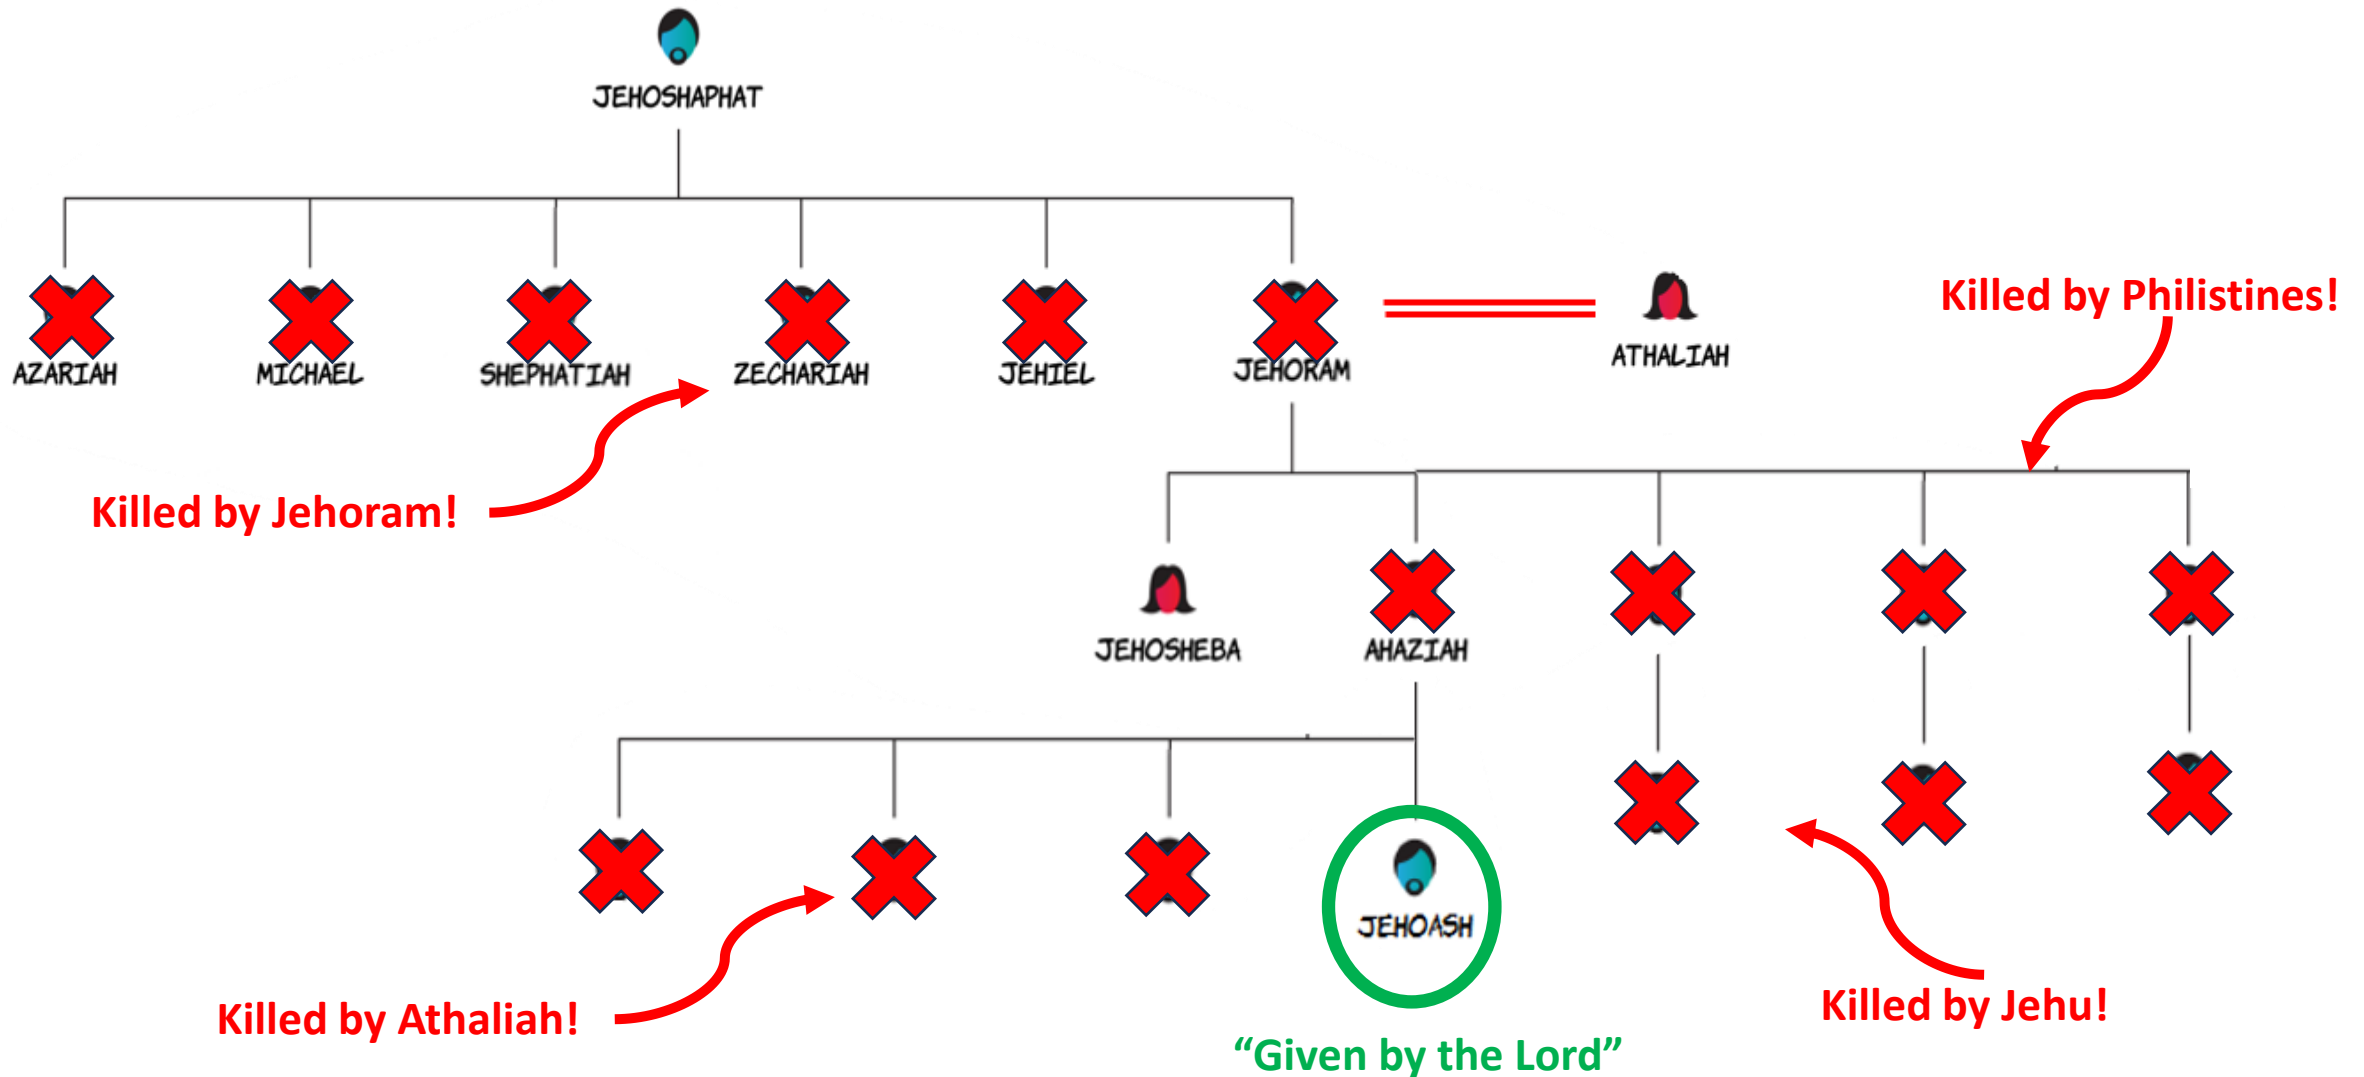 JEHOSHAPHAT
Killed by Philistines!
AZARIAH
MICHAEL
SHEPHATIAH
ZECHARIAH
JEHIEL
JEHORAM
ATHALIAH
Killed by Jehoram!
JEHOSHEBA
AHAZIAH
JEHOASH
Killed by Athaliah!
Killed by Jehu!
“Given by the Lord”